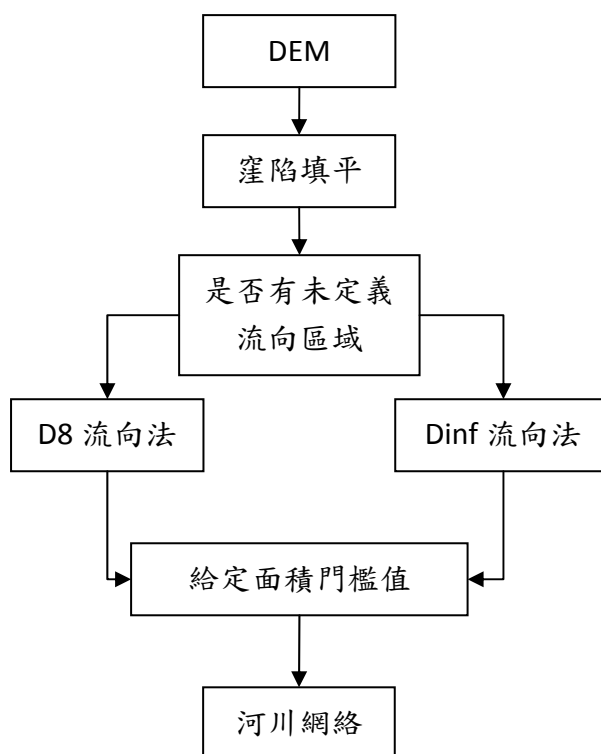 DEM
窪陷填平
是否有未定義
流向區域
D8 流向法
Dinf 流向法
給定面積門檻值
河川網絡